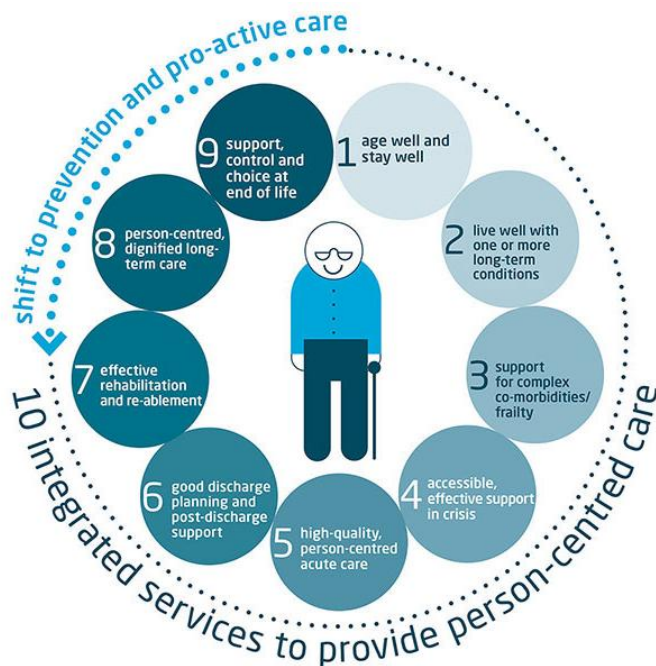 shift to prevention and pro-active care
1 age well and
stay well
2 live well with
one or more
long-term
conditions
3 support
for complex
co-morbidities/
frailty
4 accessible,
effective support
in crisis
5 high-quality,
person-centred
acute care
6 good discharge
planning and
post-discharge
support
7 effective
rehabilitation
and re-ablement
8 person-centred,
dignified long-
term care
9 support,
control and
choice at
end of life
10 integrated services to provide person-centred care